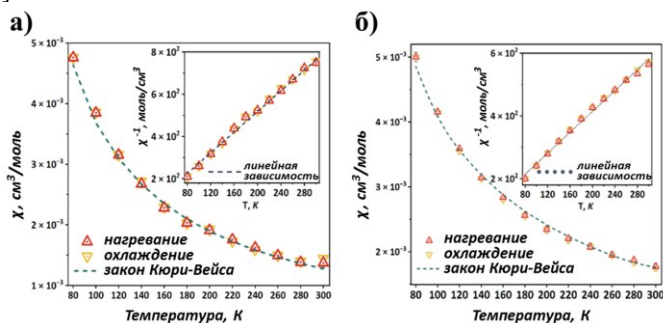 а)
5 ×10⁻³
4 ×10⁻³
3 ×10⁻³
2 ×10⁻³
1 ×10⁻³
χ, см³/моль
80 100 120 140 160 180 200 220 240 260 280 300
Температура, К
нагревание
охлаждение
закон Кюри-Вейса
8 ×10²
6 ×10²
4 ×10²
2 ×10²
χ⁻¹, моль/см³
80 120 160 200 240 280
Т, К
линейная
зависимость
б)
5 ×10⁻³
4 ×10⁻³
3 ×10⁻³
2 ×10⁻³
χ, см³/моль
80 100 120 140 160 180 200 220 240 260 280 300
Температура, К
нагревание
охлаждение
закон Кюри-Вейса
6 ×10²
4 ×10²
2 ×10²
χ⁻¹, моль/см³
80 120 160 200 240 280
Т, К
линейная
зависимость